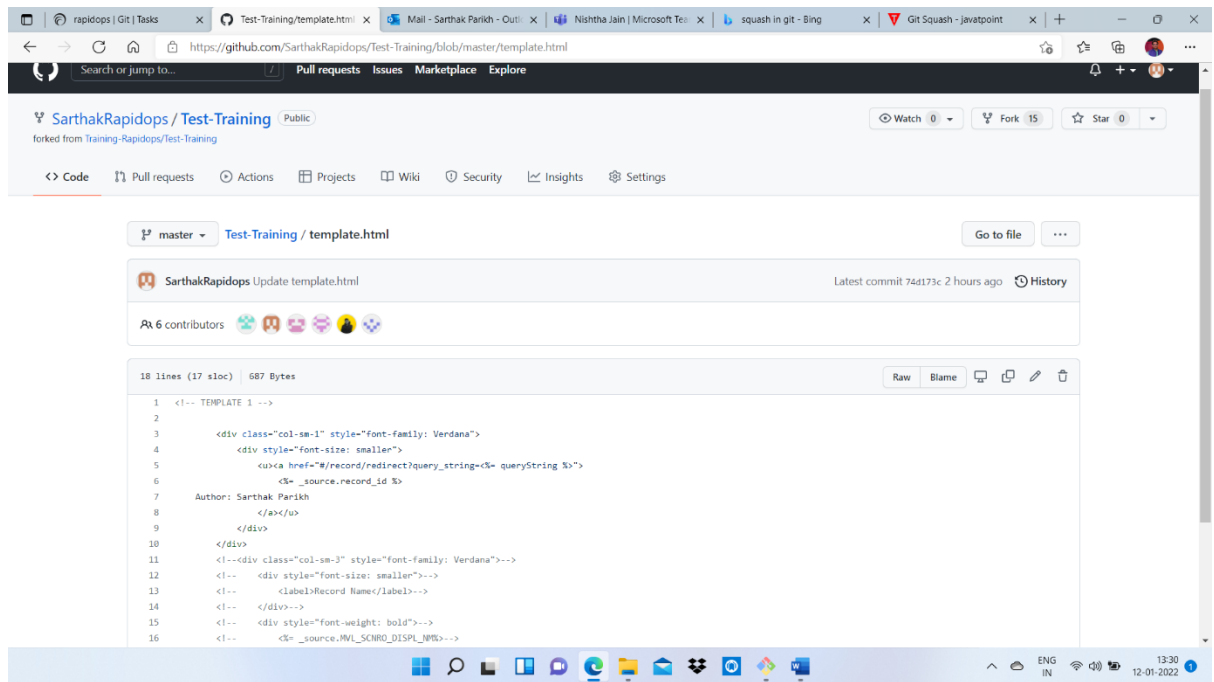 rapidops | Git | Tasks
Test-Training/template.html
Mail - Sarthak Parikh - Outl
Nishtha Jain | Microsoft Tea
squash in git - Bing
Git Squash - javatpoint
https://github.com/SarthakRapidops/Test-Training/blob/master/template.html
Search or jump to...
/
Pull requests Issues Marketplace Explore
SarthakRapidops / Test-Training Public
Watch 0 Fork 15 Star 0
forked from Training-Rapidops/Test-Training
<> Code Pull requests Actions Projects Wiki Security Insights Settings
master Test-Training / template.html Go to file ...
SarthakRapidops Update template.html Latest commit 74d173c 2 hours ago History
6 contributors
18 lines (17 sloc) 687 Bytes Raw Blame
1 <!-- TEMPLATE 1 -->
2
3 <div class="col-sm-1" style="font-family: Verdana">
4 <div style="font-size: smaller">
5 <u><a href="#/record/redirect?query_string=<%= queryString %>">
6 <%= _source.record_id %>
7 Author: Sarthak Parikh
8 </a></u>
9 </div>
10 </div>
11 <!--<div class="col-sm-3" style="font-family: Verdana">-->
12 <!-- <div style="font-size: smaller">-->
13 <!-- <label>Record Name</label>-->
14 <!-- </div>-->
15 <!-- <div style="font-weight: bold">-->
16 <!-- <%= _source.MVL_SCNRO_DISPL_NM%>-->
ENG
IN
13:30
12-01-2022
1